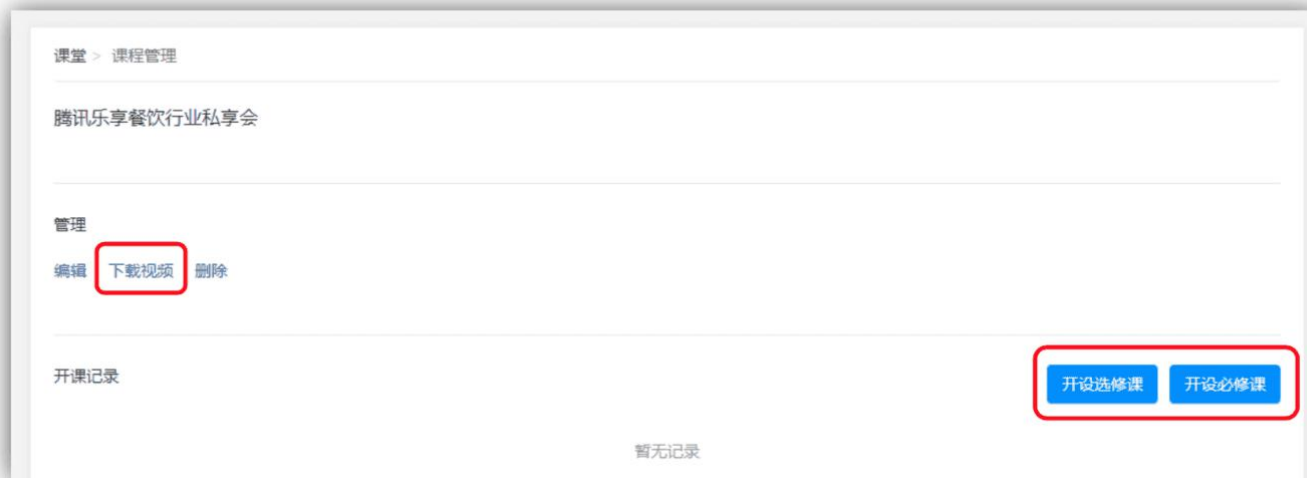 课堂 > 课程管理
腾讯乐享餐饮行业私享会
管理
编辑 下载视频 删除
开课记录 开设选修课 开设必修课
暂无记录